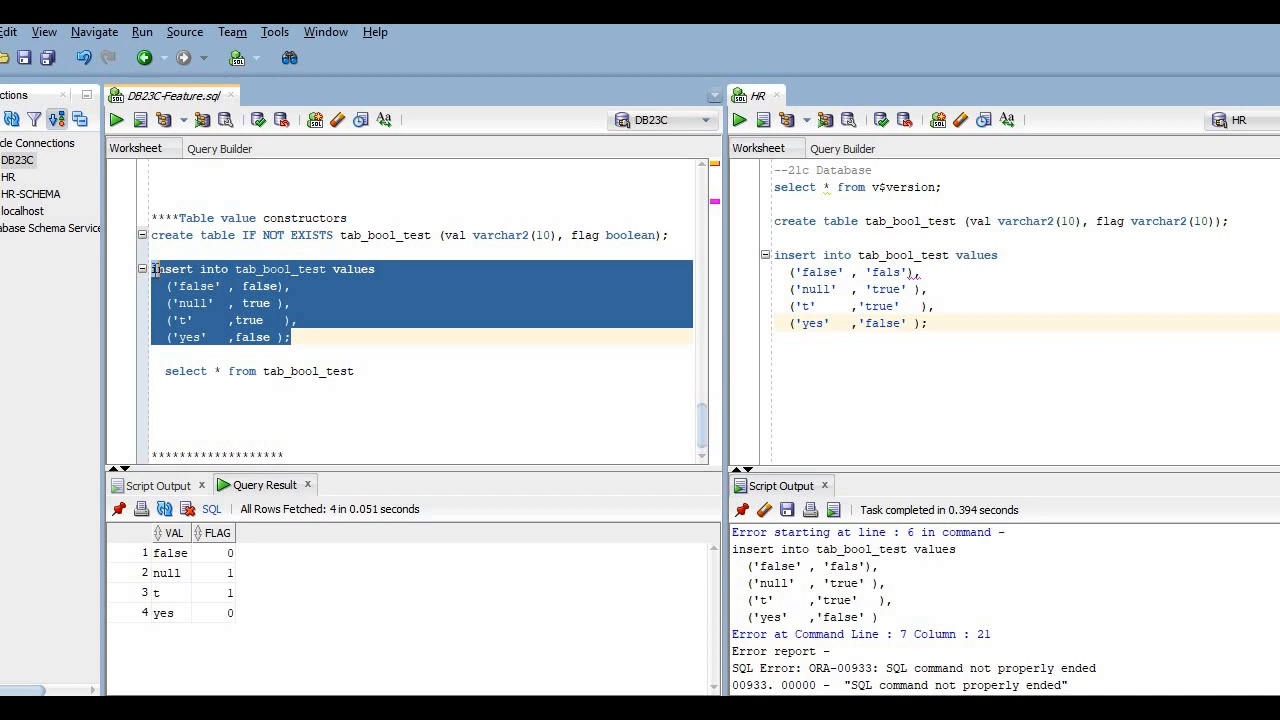 Edit View Navigate Run Source Team Tools Window Help
ctions
cle Connections
DB23C
HR
HR-SCHEMA
localhost
abase Schema Service
DB23C-Feature.sql
DB23C
Worksheet Query Builder
****Table value constructors
create table IF NOT EXISTS tab_bool_test (val varchar2(10), flag boolean);
insert into tab_bool_test values
('false' , false),
('null' , true ),
('t' ,true ),
('yes' ,false );
select * from tab_bool_test
*******************
Script Output Query Result
SQL All Rows Fetched: 4 in 0.051 seconds
VAL FLAG
1 false 0
2 null 1
3 t 1
4 yes 0
HR
HR
Worksheet Query Builder
--21c Database
select * from v$version;
create table tab_bool_test (val varchar2(10), flag varchar2(10));
insert into tab_bool_test values
('false' , 'fals'),
('null' , 'true' ),
('t' ,'true' ),
('yes' ,'false' );
Script Output
Task completed in 0.394 seconds
Error starting at line : 6 in command -
insert into tab_bool_test values
('false' , 'fals'),
('null' , 'true' ),
('t' ,'true' ),
('yes' ,'false' )
Error at Command Line : 7 Column : 21
Error report -
SQL Error: ORA-00933: SQL command not properly ended
00933. 00000 - "SQL command not properly ended"